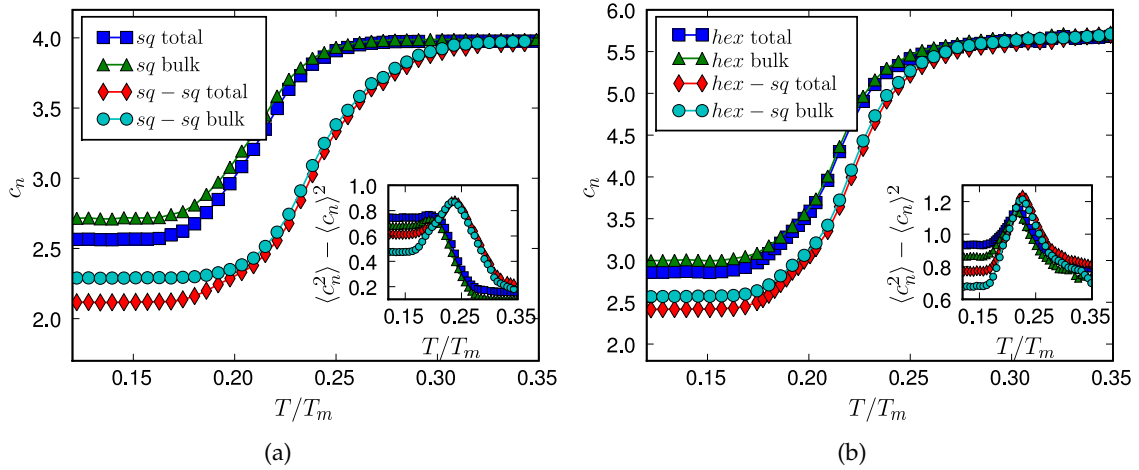 sq total
sq bulk
sq − sq total
sq − sq bulk
c_n
4.0
3.5
3.0
2.5
2.0
0.15 0.20 0.25 0.30 0.35
T/T_m
⟨c_n^2⟩ − ⟨c_n⟩^2
1.0
0.8
0.6
0.4
0.2
0.15 0.25 0.35
T/T_m
(a)
hex total
hex bulk
hex − sq total
hex − sq bulk
c_n
6.0
5.5
5.0
4.5
4.0
3.5
3.0
2.5
2.0
0.15 0.20 0.25 0.30 0.35
T/T_m
⟨c_n^2⟩ − ⟨c_n⟩^2
1.2
1.0
0.8
0.6
0.15 0.25 0.35
T/T_m
(b)